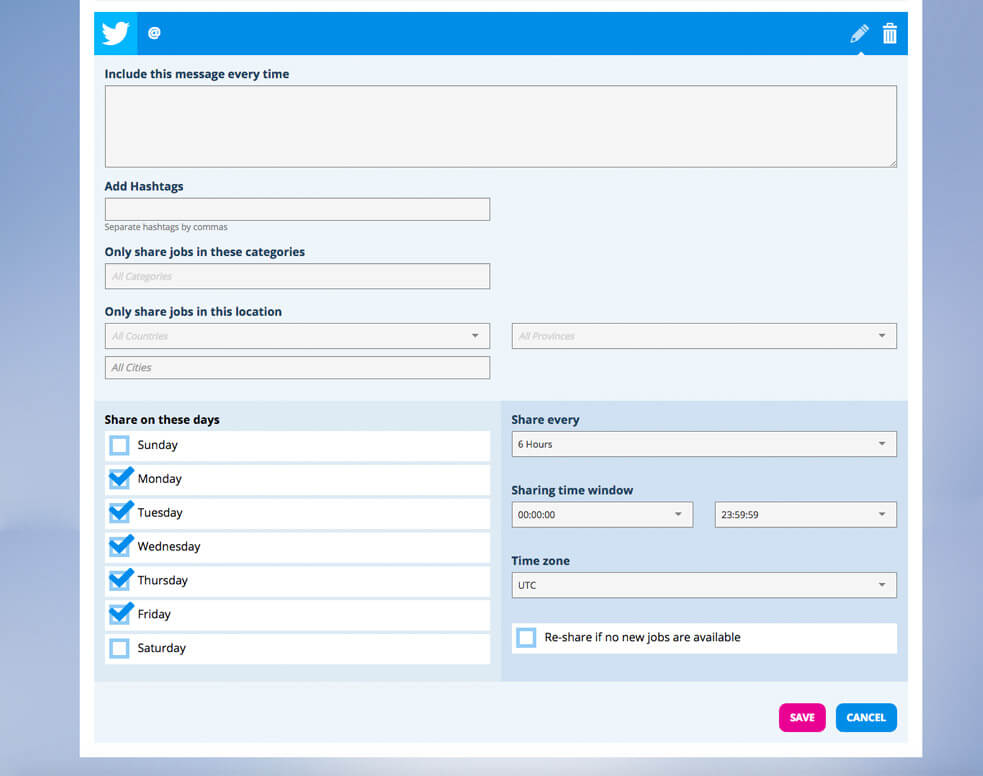 @
Include this message every time
Add Hashtags
Separate hashtags by commas
Only share jobs in these categories
All Categories
Only share jobs in this location
All Countries
All Provinces
All Cities
Share on these days
Sunday
Monday
Tuesday
Wednesday
Thursday
Friday
Saturday
Share every
6 Hours
Sharing time window
00:00:00
23:59:59
Time zone
UTC
Re-share if no new jobs are available
SAVE
CANCEL